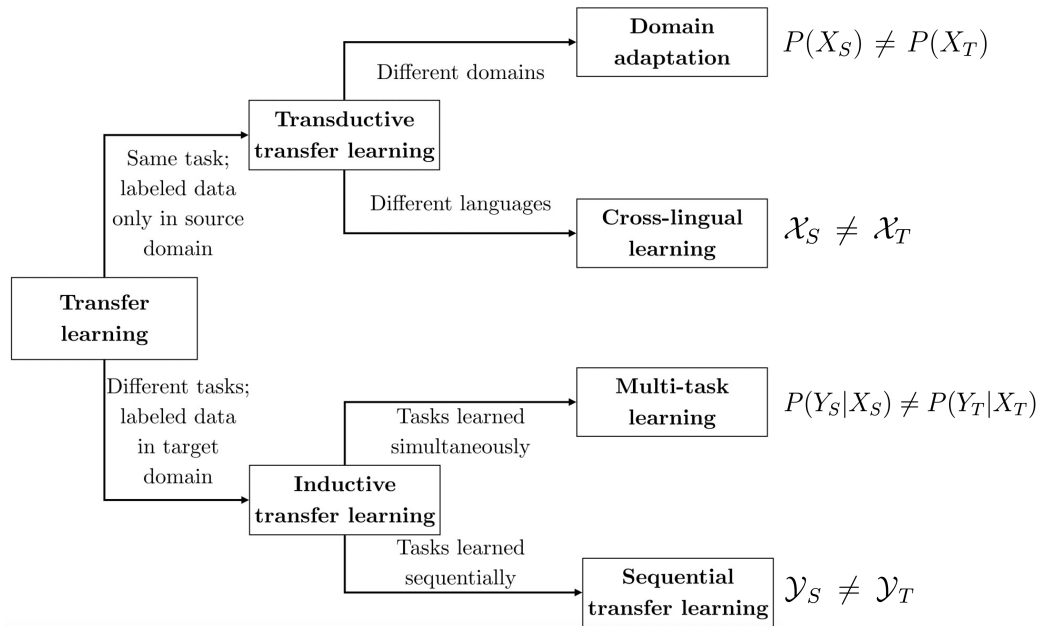 Domain
adaptation
P(X_S) ≠ P(X_T)
Different domains
Transductive
transfer learning
Same task;
labeled data
only in source
domain
Different languages
Cross-lingual
learning
𝒳_S ≠ 𝒳_T
Transfer
learning
Different tasks;
labeled data
in target
domain
Multi-task
learning
P(Y_S|X_S) ≠ P(Y_T|X_T)
Tasks learned
simultaneously
Inductive
transfer learning
Tasks learned
sequentially
Sequential
transfer learning
𝒴_S ≠ 𝒴_T